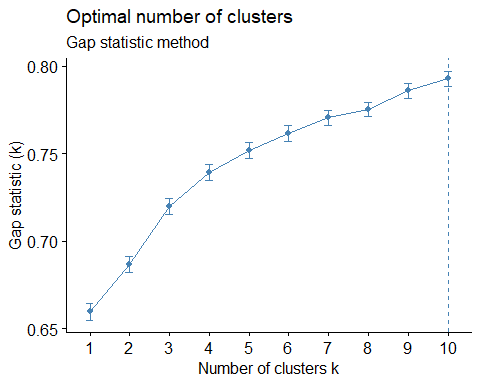 Optimal number of clusters
Gap statistic method
Gap statistic (k)
0.80
0.75
0.70
0.65
1 2 3 4 5 6 7 8 9 10
Number of clusters k